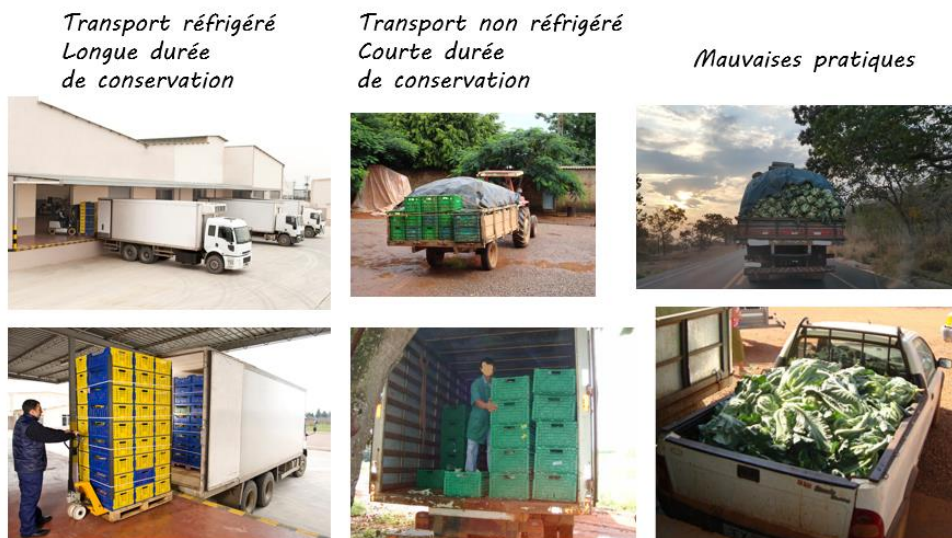 Transport réfrigéré
Longue durée
de conservation
Transport non réfrigéré
Courte durée
de conservation
Mauvaises pratiques